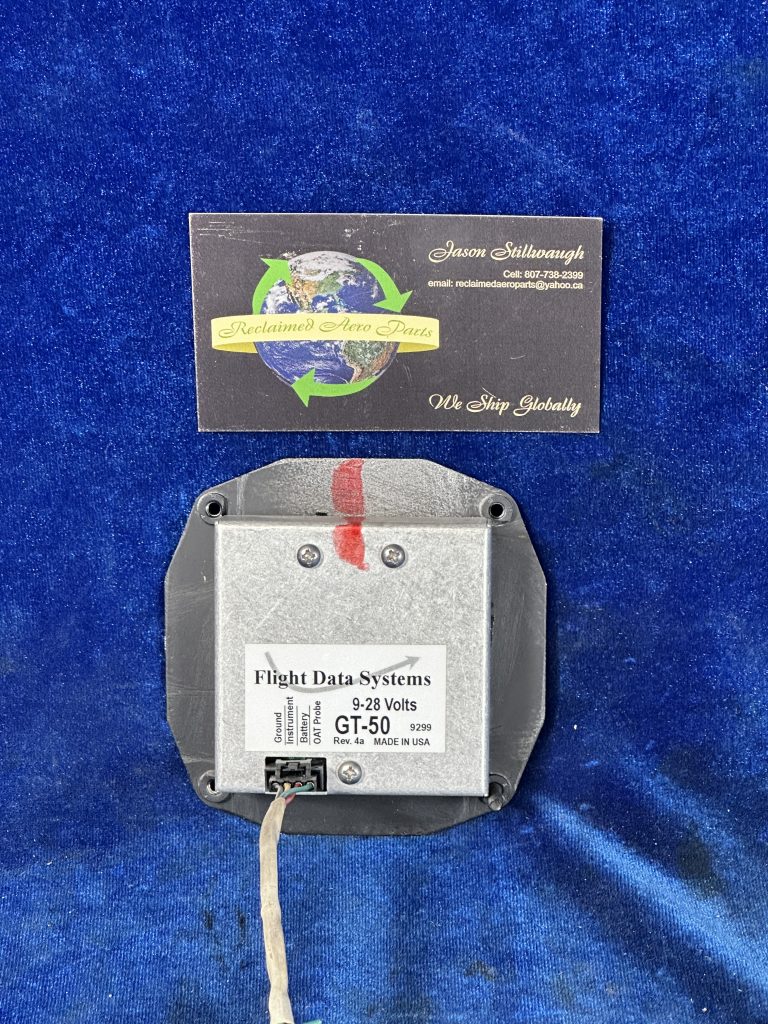 Jason Stillwaugh
Cell: 607-738-2399
email: reclaimedaeroparts@yahoo.ca
Reclaimed Aero Parts
We Ship Globally
Flight Data Systems
9-28 Volts
GT-50 9299
Rev. 4a MADE IN USA
Ground
Instrument
Battery
OAT Probe